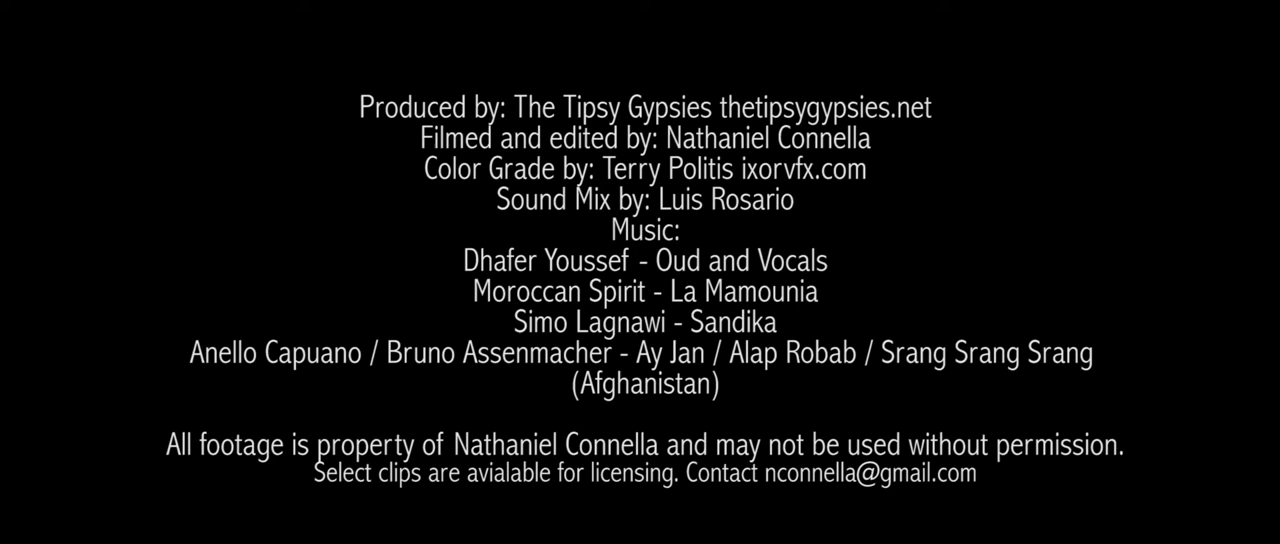 Produced by: The Tipsy Gypsies thetipsygypsies.net
Filmed and edited by: Nathaniel Connella
Color Grade by: Terry Politis ixorvfx.com
Sound Mix by: Luis Rosario
Music:
Dhafer Youssef - Oud and Vocals
Moroccan Spirit - La Mamounia
Simo Lagnawi - Sandika
Anello Capuano / Bruno Assenmacher - Ay Jan / Alap Robab / Srang Srang Srang
(Afghanistan)
All footage is property of Nathaniel Connella and may not be used without permission.
Select clips are avialable for licensing. Contact nconnella@gmail.com